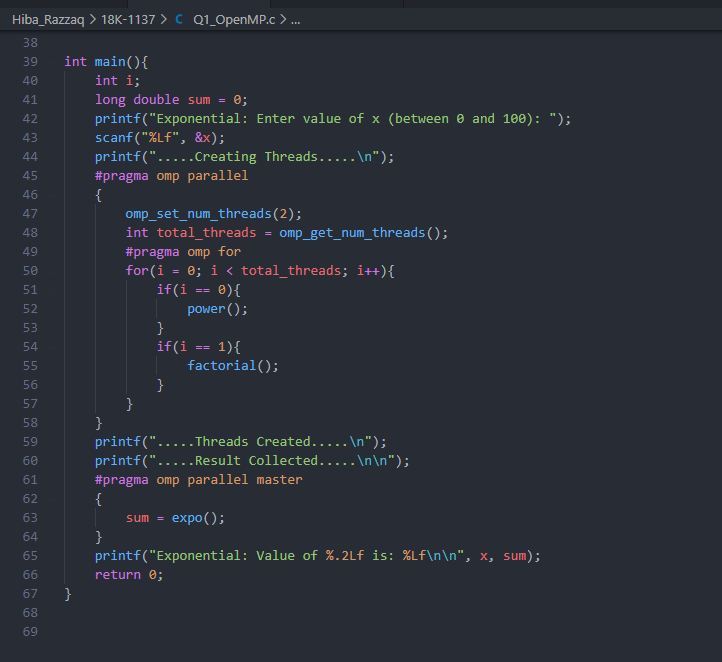 Hiba_Razzaq > 18K-1137 > C Q1_OpenMP.c > ...
38
39 int main(){
40     int i;
41     long double sum = 0;
42     printf("Exponential: Enter value of x (between 0 and 100): ");
43     scanf("%Lf", &x);
44     printf(".....Creating Threads.....\n");
45     #pragma omp parallel
46     {
47         omp_set_num_threads(2);
48         int total_threads = omp_get_num_threads();
49         #pragma omp for
50         for(i = 0; i < total_threads; i++){
51             if(i == 0){
52                 power();
53             }
54             if(i == 1){
55                 factorial();
56             }
57         }
58     }
59     printf(".....Threads Created.....\n");
60     printf(".....Result Collected.....\n\n");
61     #pragma omp parallel master
62     {
63         sum = expo();
64     }
65     printf("Exponential: Value of %.2Lf is: %Lf\n\n", x, sum);
66     return 0;
67 }
68
69